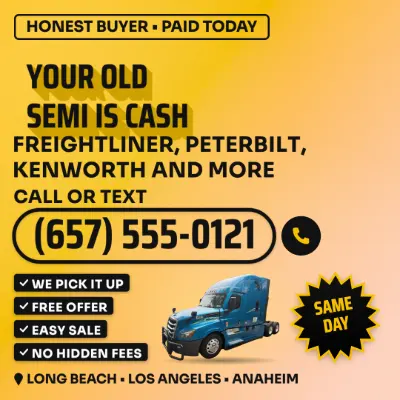 HONEST BUYER • PAID TODAY
YOUR OLD
SEMI IS CASH
FREIGHTLINER, PETERBILT,
KENWORTH AND MORE
CALL OR TEXT
(657) 555-0121
WE PICK IT UP
FREE OFFER
EASY SALE
NO HIDDEN FEES
SAME
DAY
LONG BEACH • LOS ANGELES • ANAHEIM